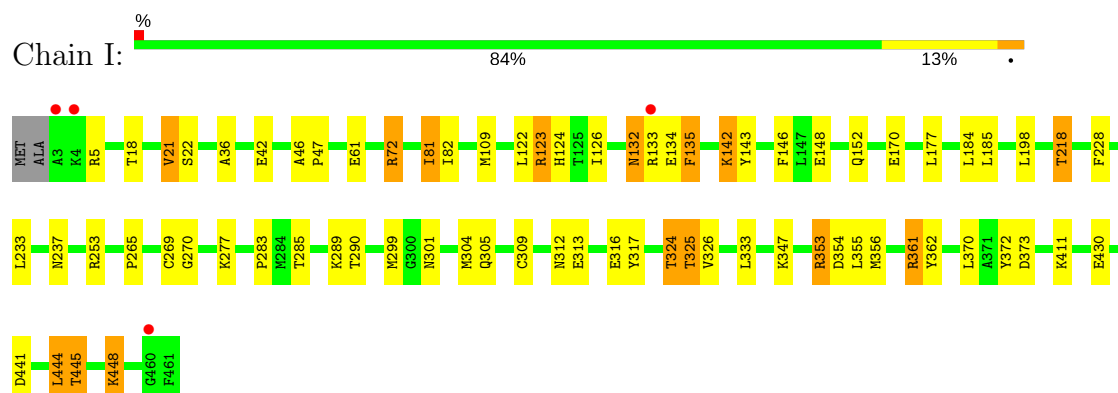 %
Chain I:
84% 13% •
MET ALA A3 K4 R5 T18 V21 S22 A36 E42 A46 P47 E61 R72 I81 I82 M109 L122 R123 H124 T125 I126 N132 R133 E134 F135 K142 Y143 F146 L147 E148 Q152 E170 L177 L184 L185 L198 T218 F228
L233 N237 R253 P265 C269 G270 K277 P283 M284 T285 K289 T290 M299 G300 N301 M304 Q305 C309 N312 E313 E316 Y317 T324 T325 V326 L333 K347 R353 D354 L355 M356 R361 Y362 L370 A371 Y372 D373 K411 E430
D441 L444 T445 K448 G460 F461